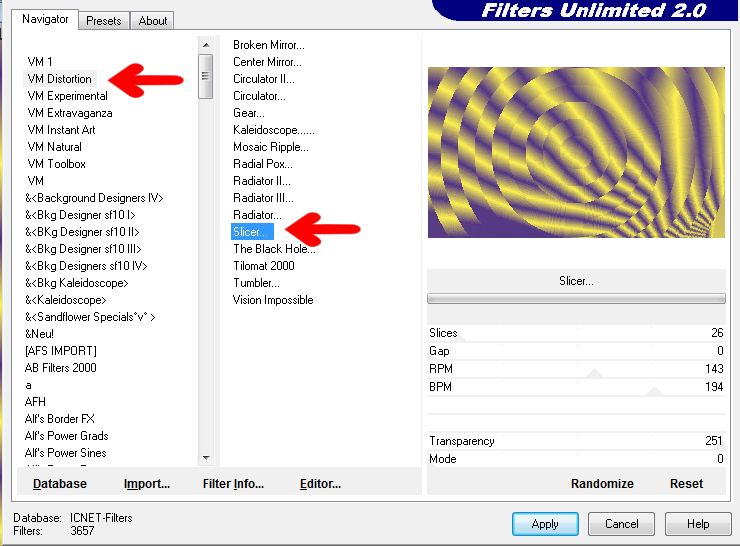 Filters Unlimited 2.0
Navigator Presets About
VM 1
VM Distortion
VM Experimental
VM Extravaganza
VM Instant Art
VM Natural
VM Toolbox
VM
&<Background Designers IV>
&<Bkg Designer sf10 I>
&<BKg Designer sf10 II>
&<Bkg Designer sf10 III>
&<Bkg Designers sf10 IV>
&<Bkg Kaleidoscope>
&<Kaleidoscope>
&<Sandflower Specials°v° >
&Neu!
[AFS IMPORT]
AB Filters 2000
a
AFH
Alf's Border FX
Alf's Power Grads
Alf's Power Sines
Broken Mirror...
Center Mirror...
Circulator II...
Circulator...
Gear...
Kaleidoscope......
Mosaic Ripple...
Radial Pox...
Radiator II...
Radiator III...
Radiator...
Slicer...
The Black Hole...
Tilomat 2000
Tumbler...
Vision Impossible
Slicer...
Slices 26
Gap 0
RPM 143
BPM 194
Transparency 251
Mode 0
Database Import... Filter Info... Editor... Randomize Reset
Database: ICNET-Filters
Filters: 3657
Apply Cancel Help